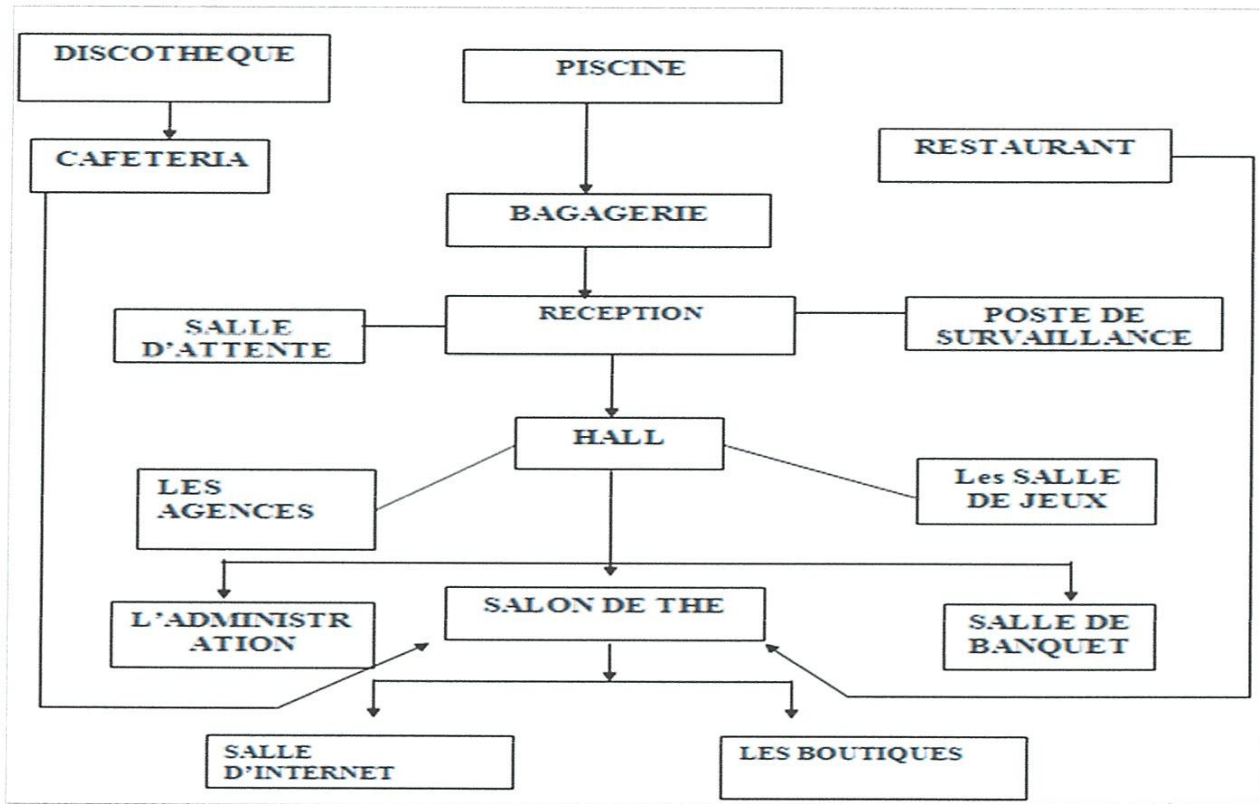 DISCOTHEQUE
PISCINE
CAFETERIA
RESTAURANT
BAGAGERIE
RECEPTION
SALLE
D'ATTENTE
POSTE DE
SURVAILLANCE
HALL
LES
AGENCES
Les SALLE
DE JEUX
L'ADMINISTR
ATION
SALON DE THE
SALLE DE
BANQUET
SALLE
D'INTERNET
LES BOUTIQUES